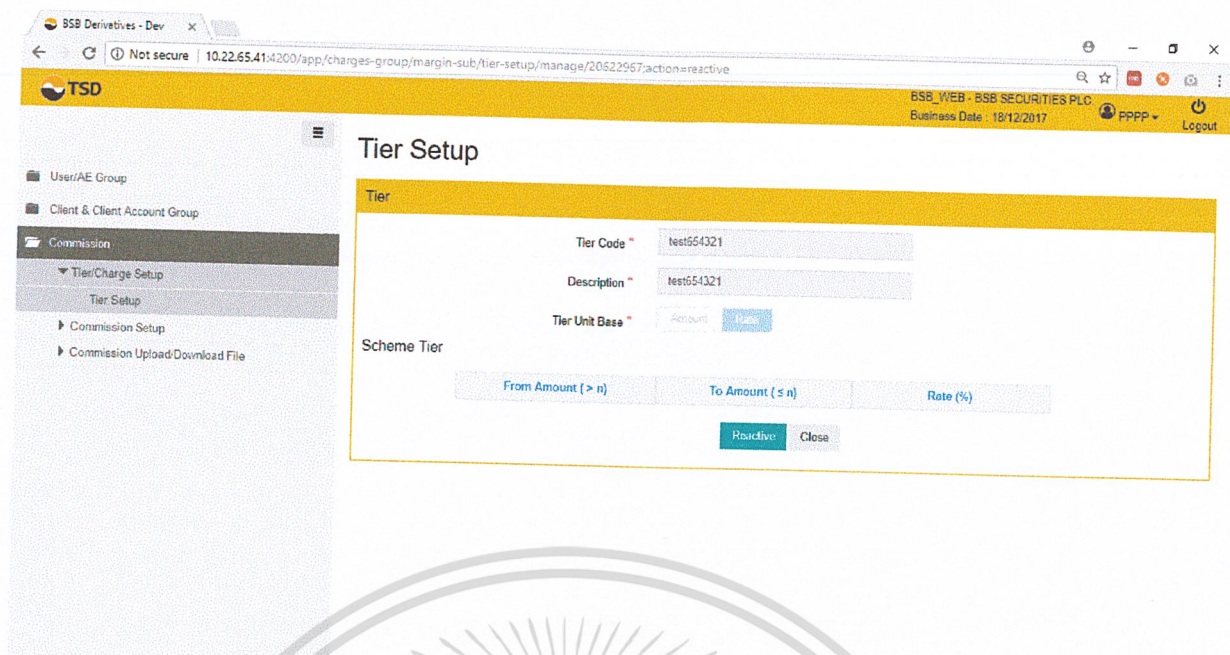 BSB Derivatives - Dev
Not secure | 10.22.65.41:4200/app/charges-group/margin-sub/tier-setup/manage/20622967;action=reactive
TSD
BSB_WEB - BSB SECURITIES PLC
Business Date : 18/12/2017
PPPP
Logout
Tier Setup
User/AE Group
Client & Client Account Group
Commission
Tier/Charge Setup
Tier Setup
Commission Setup
Commission Upload/Download File
Tier
Tier Code *
test654321
Description *
test654321
Tier Unit Base *
Amount
Rate
Scheme Tier
From Amount ( > n)
To Amount ( ≤ n)
Rate (%)
Reactive
Close